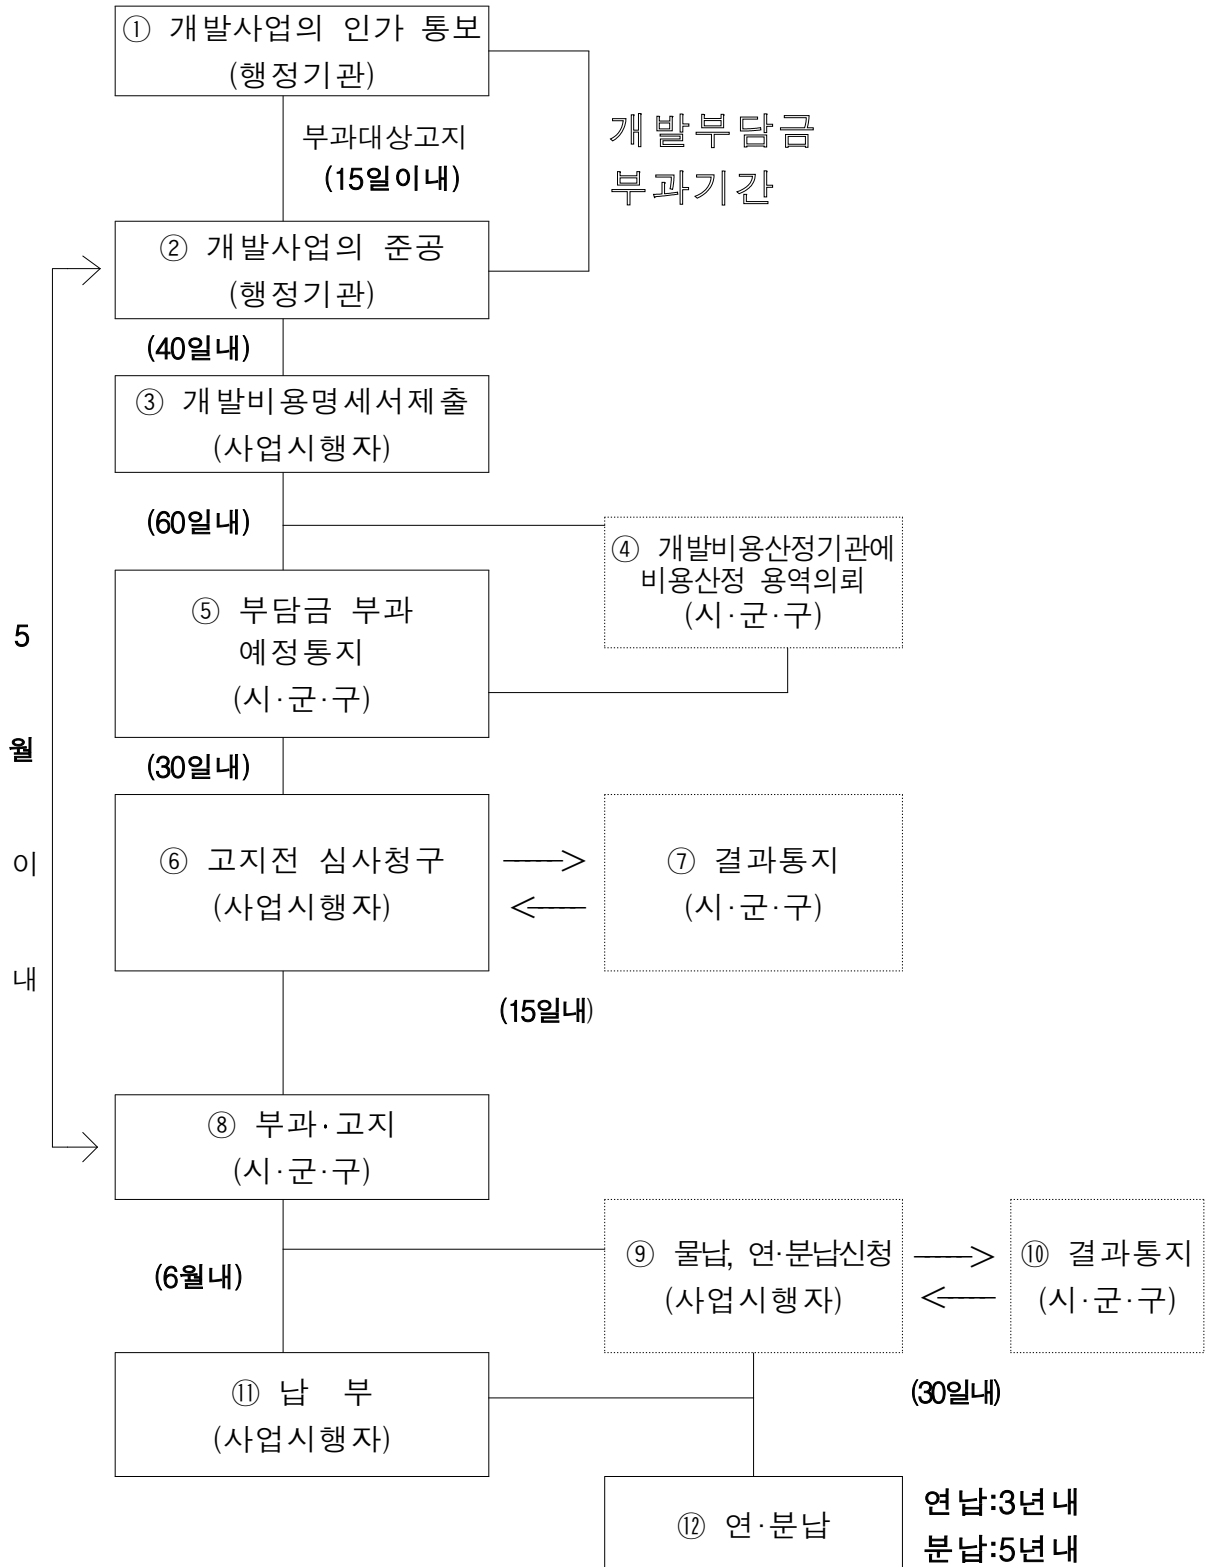 ① 개발사업의 인가 통보
(행정기관)
부과대상고지
(15일이내)
개발부담금
부과기간
② 개발사업의 준공
(행정기관)
(40일내)
③ 개발비용명세서제출
(사업시행자)
(60일내)
④ 개발비용산정기관에
비용산정 용역의뢰
(시·군·구)
⑤ 부담금 부과
예정통지
(시·군·구)
5
월
이
내
(30일내)
⑥ 고지전 심사청구
(사업시행자)
⑦ 결과통지
(시·군·구)
(15일내)
⑧ 부과·고지
(시·군·구)
(6월내)
⑨ 물납, 연·분납신청
(사업시행자)
⑩ 결과통지
(시·군·구)
(30일내)
⑪ 납 부
(사업시행자)
⑫ 연·분납
연납:3년내
분납:5년내